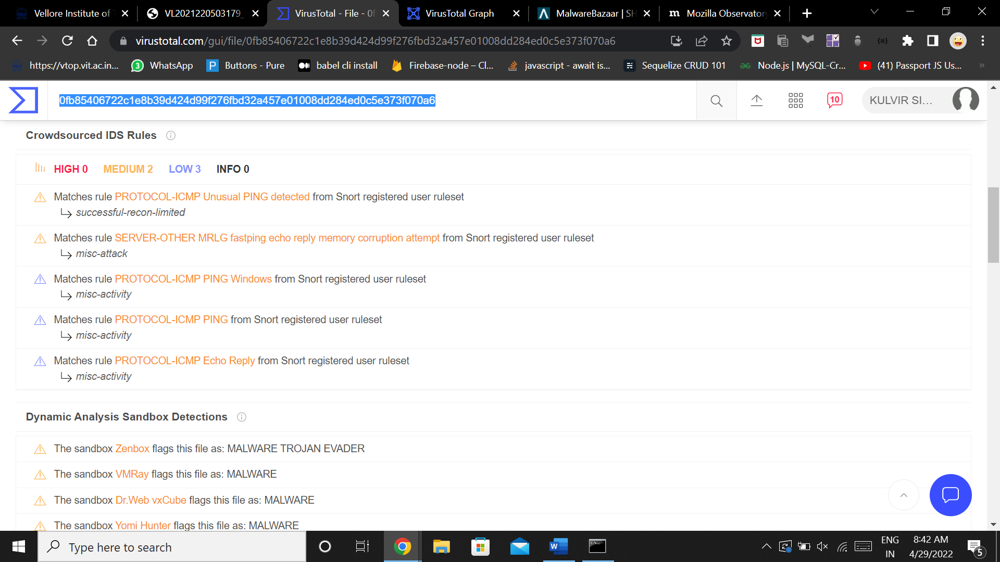 Vellore Institute of T
VL2021220503179_
VirusTotal - File - 0f
VirusTotal Graph
MalwareBazaar | SH
m Mozilla Observatory
virustotal.com/gui/file/0fb85406722c1e8b39d424d99f276fbd32a457e01008dd284ed0c5e373f070a6
https://vtop.vit.ac.in...
3 WhatsApp
P Buttons - Pure
babel cli install
Firebase-node – Cl...
javascript - await is...
Sequelize CRUD 101
Node.js | MySQL-Cr...
(41) Passport JS Us...
»
0fb85406722c1e8b39d424d99f276fbd32a457e01008dd284ed0c5e373f070a6
10
KULVIR SI...
Crowdsourced IDS Rules
HIGH 0 MEDIUM 2 LOW 3 INFO 0
Matches rule PROTOCOL-ICMP Unusual PING detected from Snort registered user ruleset
successful-recon-limited
Matches rule SERVER-OTHER MRLG fastping echo reply memory corruption attempt from Snort registered user ruleset
misc-attack
Matches rule PROTOCOL-ICMP PING Windows from Snort registered user ruleset
misc-activity
Matches rule PROTOCOL-ICMP PING from Snort registered user ruleset
misc-activity
Matches rule PROTOCOL-ICMP Echo Reply from Snort registered user ruleset
misc-activity
Dynamic Analysis Sandbox Detections
The sandbox Zenbox flags this file as: MALWARE TROJAN EVADER
The sandbox VMRay flags this file as: MALWARE
The sandbox Dr.Web vxCube flags this file as: MALWARE
The sandbox Yomi Hunter flags this file as: MALWARE
Type here to search
W
ENG
IN
8:42 AM
4/29/2022
5